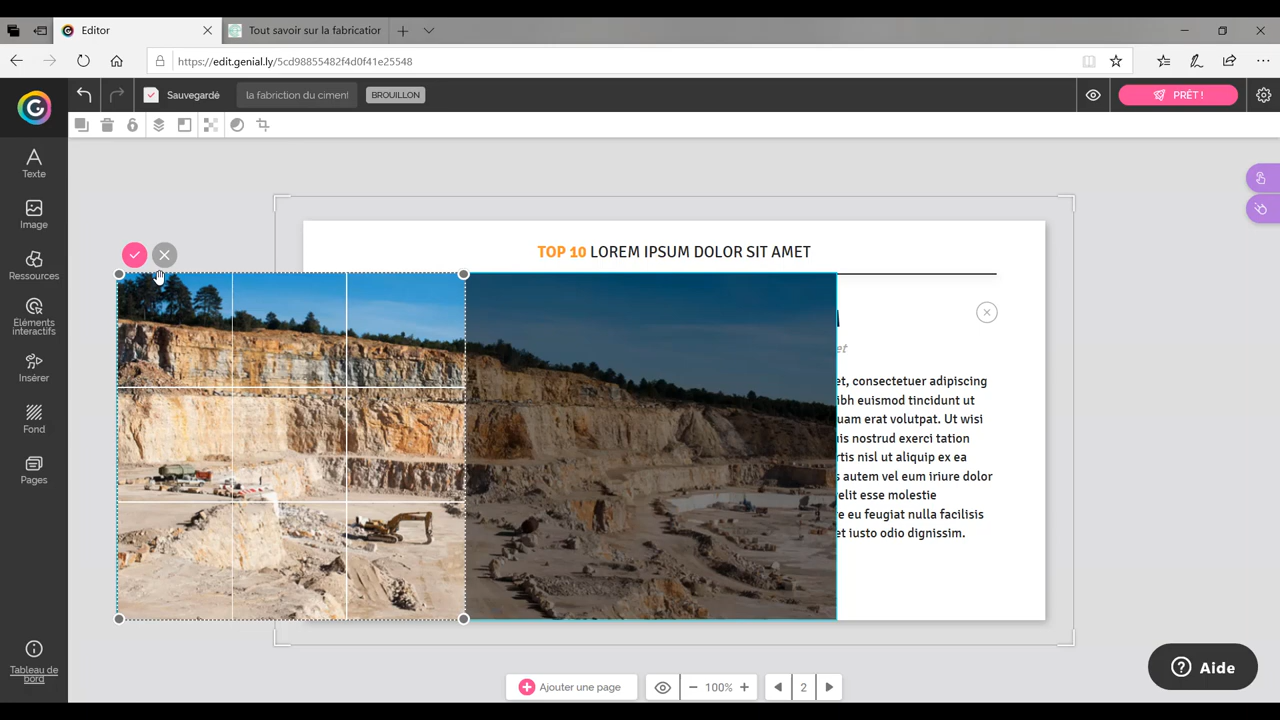 Editor
Tout savoir sur la fabricatior
https://edit.genial.ly/5cd98855482f4d0f41e25548
Sauvegardé
la fabriction du ciment
BROUILLON
PRÊT !
Texte
Image
Ressources
Éléments
interactifs
Insérer
Fond
Pages
Tableau de
bord
TOP 10 LOREM IPSUM DOLOR SIT AMET
et
et, consectetuer adipiscing
ibh euismod tincidunt ut
uam erat volutpat. Ut wisi
is nostrud exerci tation
rtis nisl ut aliquip ex ea
s autem vel eum iriure dolor
velit esse molestie
e eu feugiat nulla facilisis
et iusto odio dignissim.
Ajouter une page
100%
2
Aide